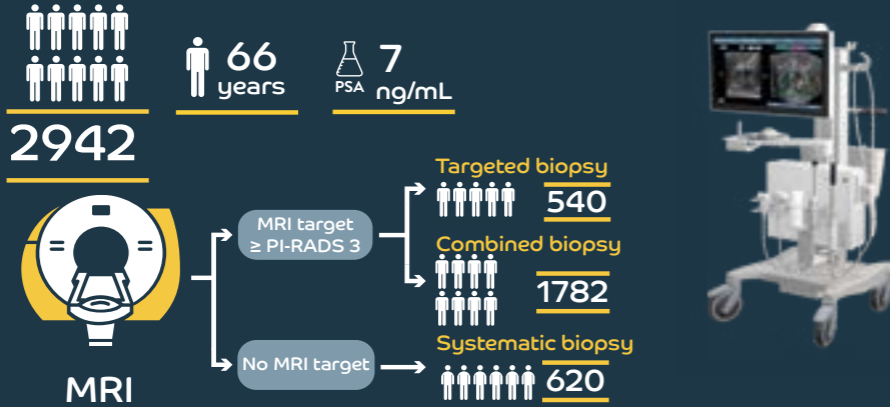 66
years
PSA
7
ng/mL
2942
MRI target
≥ PI-RADS 3
No MRI target
Targeted biopsy
540
Combined biopsy
1782
Systematic biopsy
620
MRI